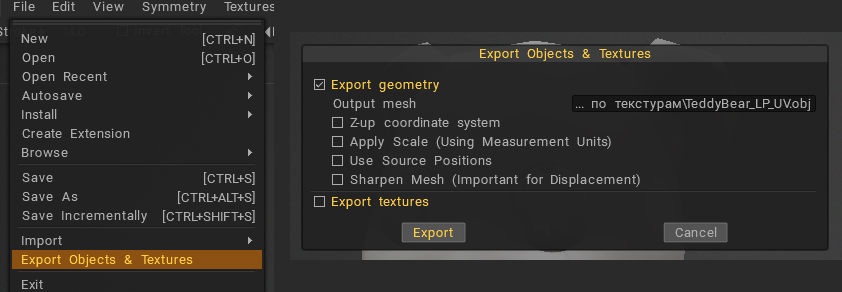 File Edit View Symmetry Textures
New [CTRL+N]
Open [CTRL+O]
Open Recent
Autosave
Install
Create Extension
Browse
Save [CTRL+S]
Save As [CTRL+ALT+S]
Save Incrementally [CTRL+SHIFT+S]
Import
Export Objects & Textures
Exit
Export Objects & Textures
Export geometry
Output mesh ... по текстурам\TeddyBear_LP_UV.obj
Z-up coordinate system
Apply Scale (Using Measurement Units)
Use Source Positions
Sharpen Mesh (Important for Displacement)
Export textures
Export Cancel